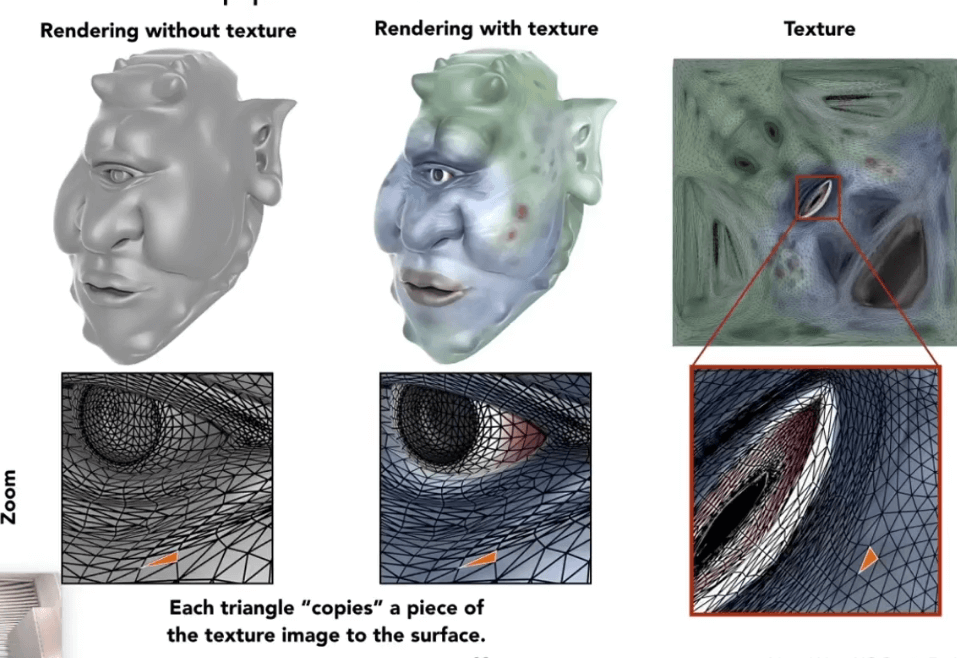 Rendering without texture
Rendering with texture
Texture
Zoom
Each triangle “copies” a piece of
the texture image to the surface.